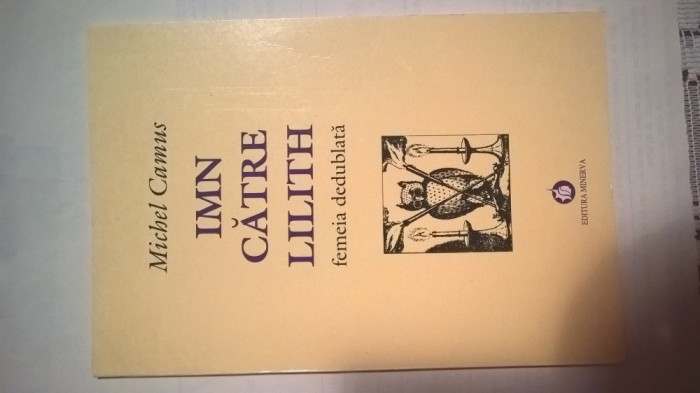 Michel Camus
IMN
CĂTRE
LILITH
femeia dedublată
EDITURA MINERVA